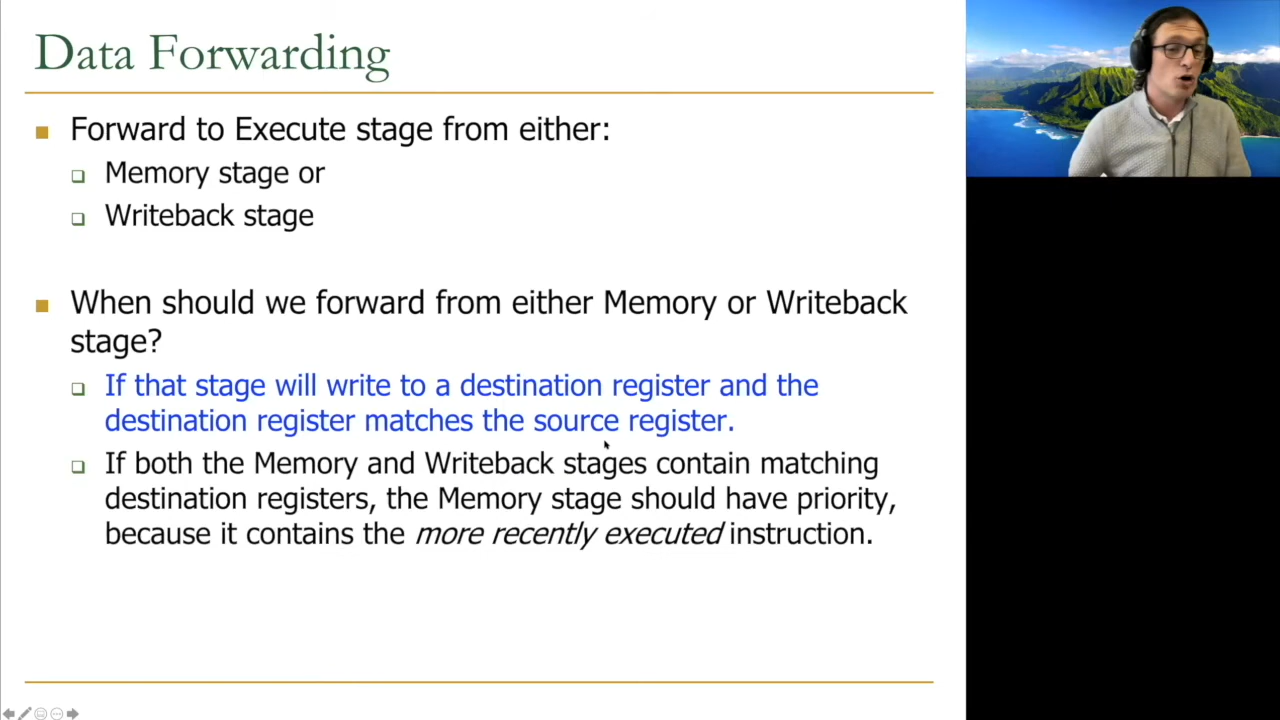 Data Forwarding
Forward to Execute stage from either:
Memory stage or
Writeback stage
When should we forward from either Memory or Writeback
stage?
If that stage will write to a destination register and the
destination register matches the source register.
If both the Memory and Writeback stages contain matching
destination registers, the Memory stage should have priority,
because it contains the more recently executed instruction.